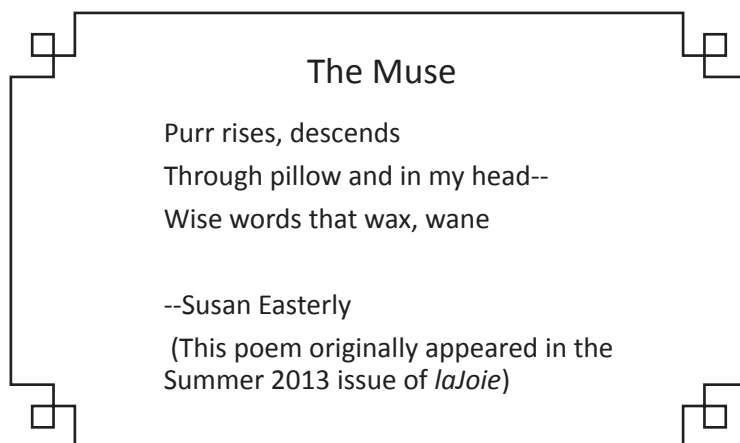 The Muse
Purr rises, descends
Through pillow and in my head--
Wise words that wax, wane
--Susan Easterly
(This poem originally appeared in the
Summer 2013 issue of laJoie)